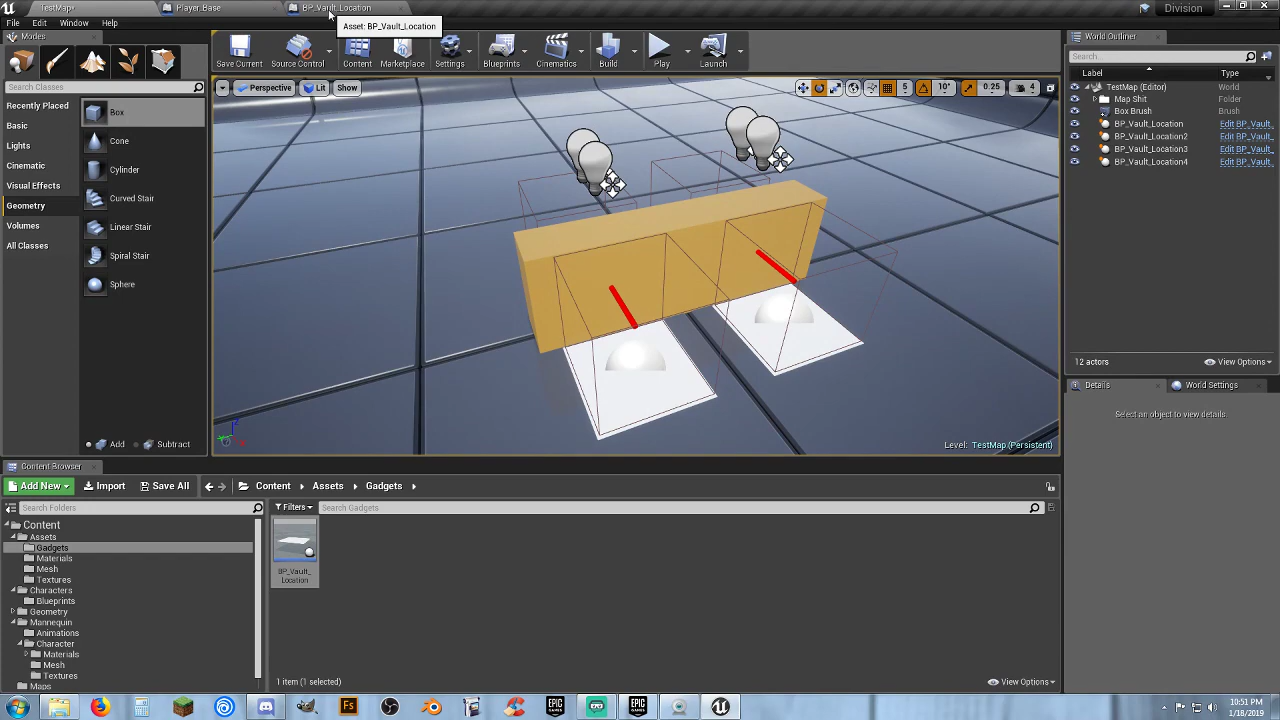 TestMap*
Player_Base
BP_Vault_Location
Division
File Edit Window Help
Asset: BP_Vault_Location
Modes
Search Classes
Recently Placed
Basic
Lights
Cinematic
Visual Effects
Geometry
Volumes
All Classes
Box
Cone
Cylinder
Curved Stair
Linear Stair
Spiral Stair
Sphere
Add
Subtract
Save Current
Source Control
Content
Marketplace
Settings
Blueprints
Cinematics
Build
Play
Launch
Perspective
Lit
Show
5
10°
0.25
4
Level: TestMap (Persistent)
World Outliner
Search...
Label
Type
TestMap (Editor) World
Map Shit Folder
Box Brush Brush
BP_Vault_Location Edit BP_Vault_
BP_Vault_Location2 Edit BP_Vault_
BP_Vault_Location3 Edit BP_Vault_
BP_Vault_Location4 Edit BP_Vault_
12 actors
View Options
Details
World Settings
Select an object to view details.
Content Browser
Add New
Import
Save All
Content
Assets
Gadgets
Search Folders
Filters
Search Gadgets
Content
Assets
Gadgets
Materials
Mesh
Textures
Characters
Blueprints
Geometry
Mannequin
Animations
Character
Materials
Mesh
Textures
Maps
BP_Vault_
Location
1 item (1 selected)
View Options
Fs
EPIC
GAMES
EPIC
GAMES
10:51 PM
1/18/2019